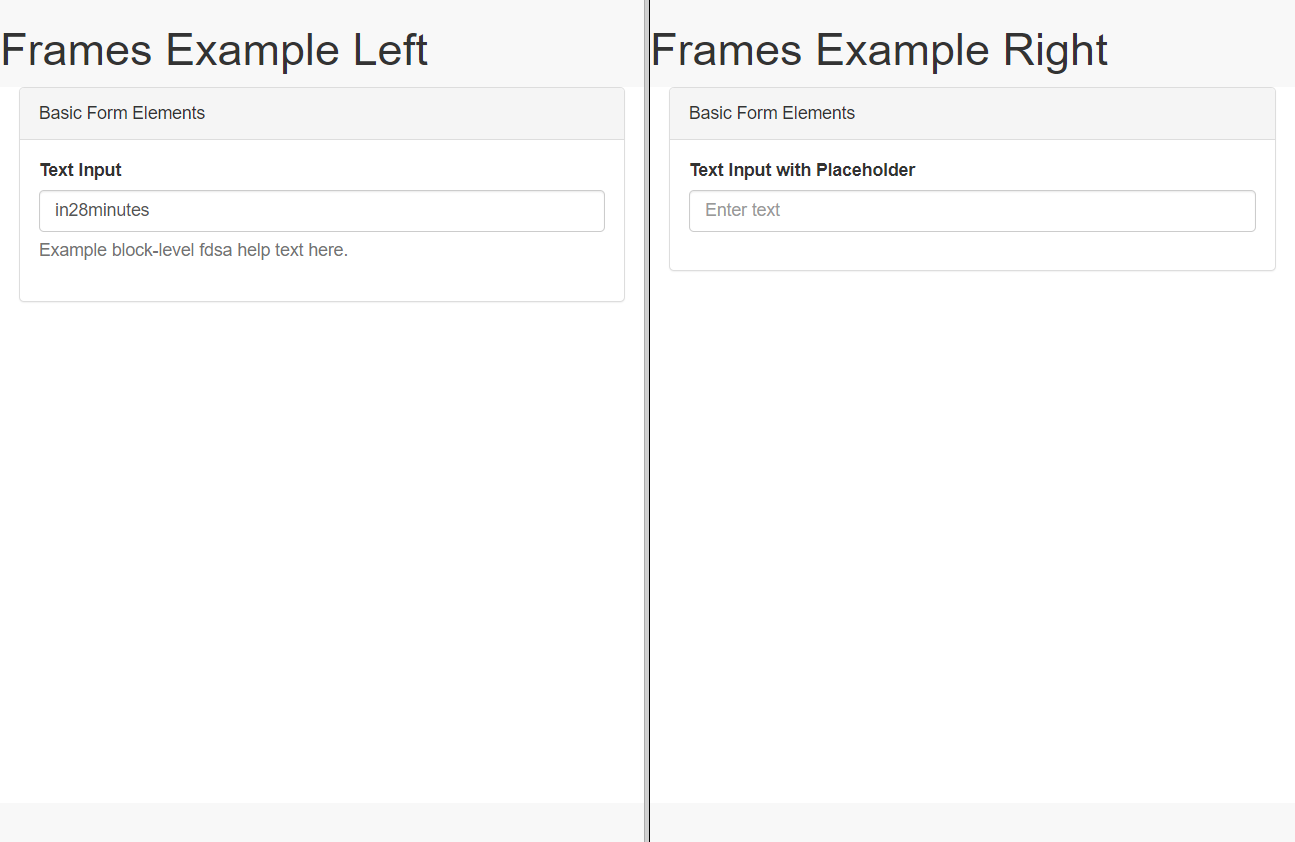 Frames Example Left
Basic Form Elements
Text Input
in28minutes
Example block-level fdsa help text here.
Frames Example Right
Basic Form Elements
Text Input with Placeholder
Enter text